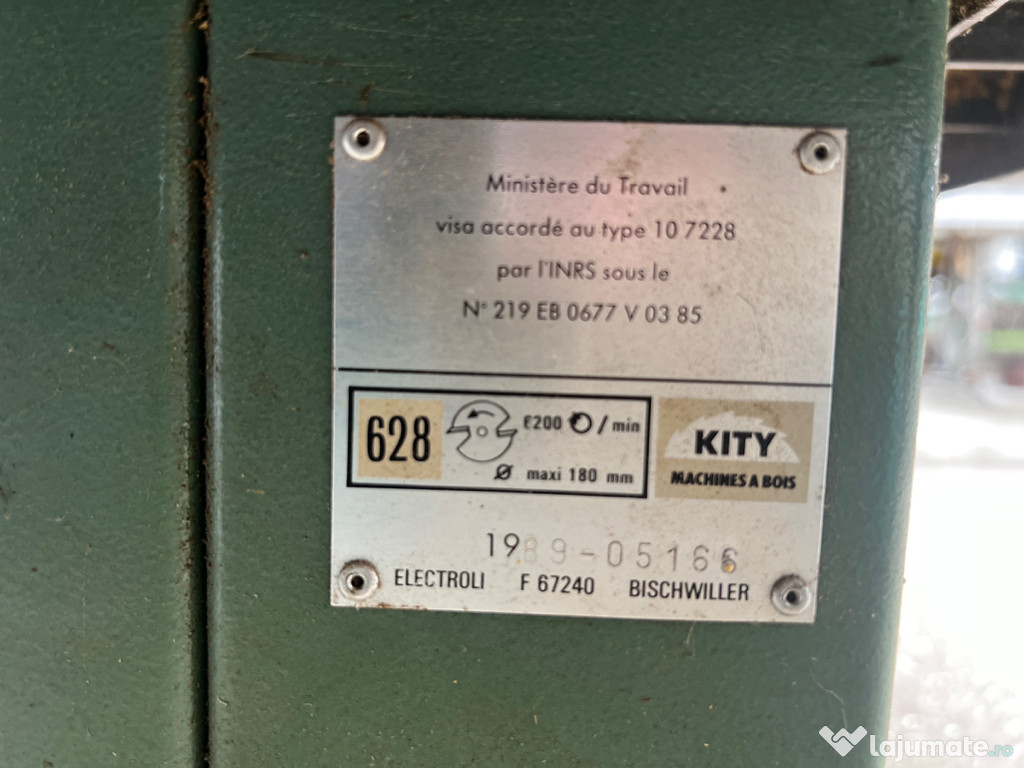 Ministère du Travail
visa accordé au type 10 7228
par l'INRS sous le
N° 219 EB 0677 V 03 85
628
6200 /min
Ø maxi 180 mm
KITY
MACHINES A BOIS
1989-05166
ELECTROLI F 67240 BISCHWILLER
lajumate.ro